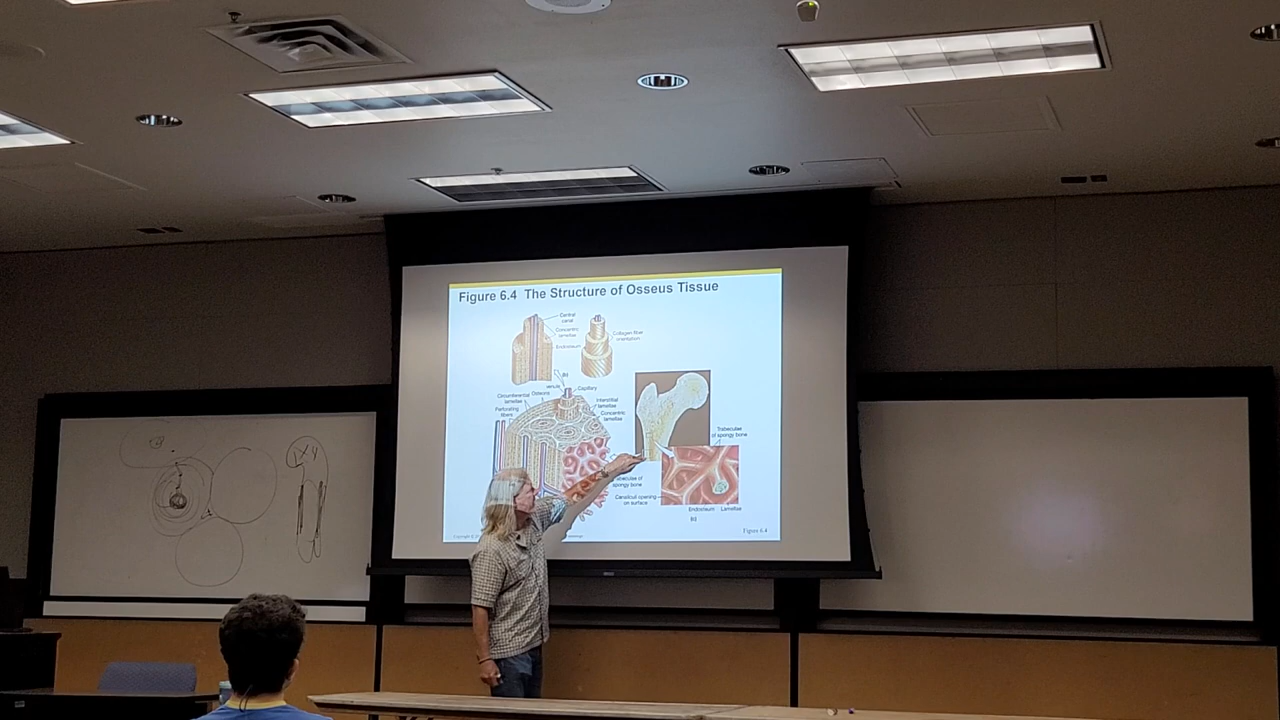 Figure 6.4 The Structure of Osseus Tissue
Central
canal
Concentric
lamellae
Endosteum
Collagen fiber
orientation
(b)
venule
Capillary
Circumferential
lamellae
Osteons
Perforating
fibers
Interstitial
lamellae
Concentric
lamellae
Trabeculae
of spongy bone
Trabeculae of
spongy bone
Canaliculi opening
on surface
Endosteum
Lamellae
Figure 6.4
Copyright ©